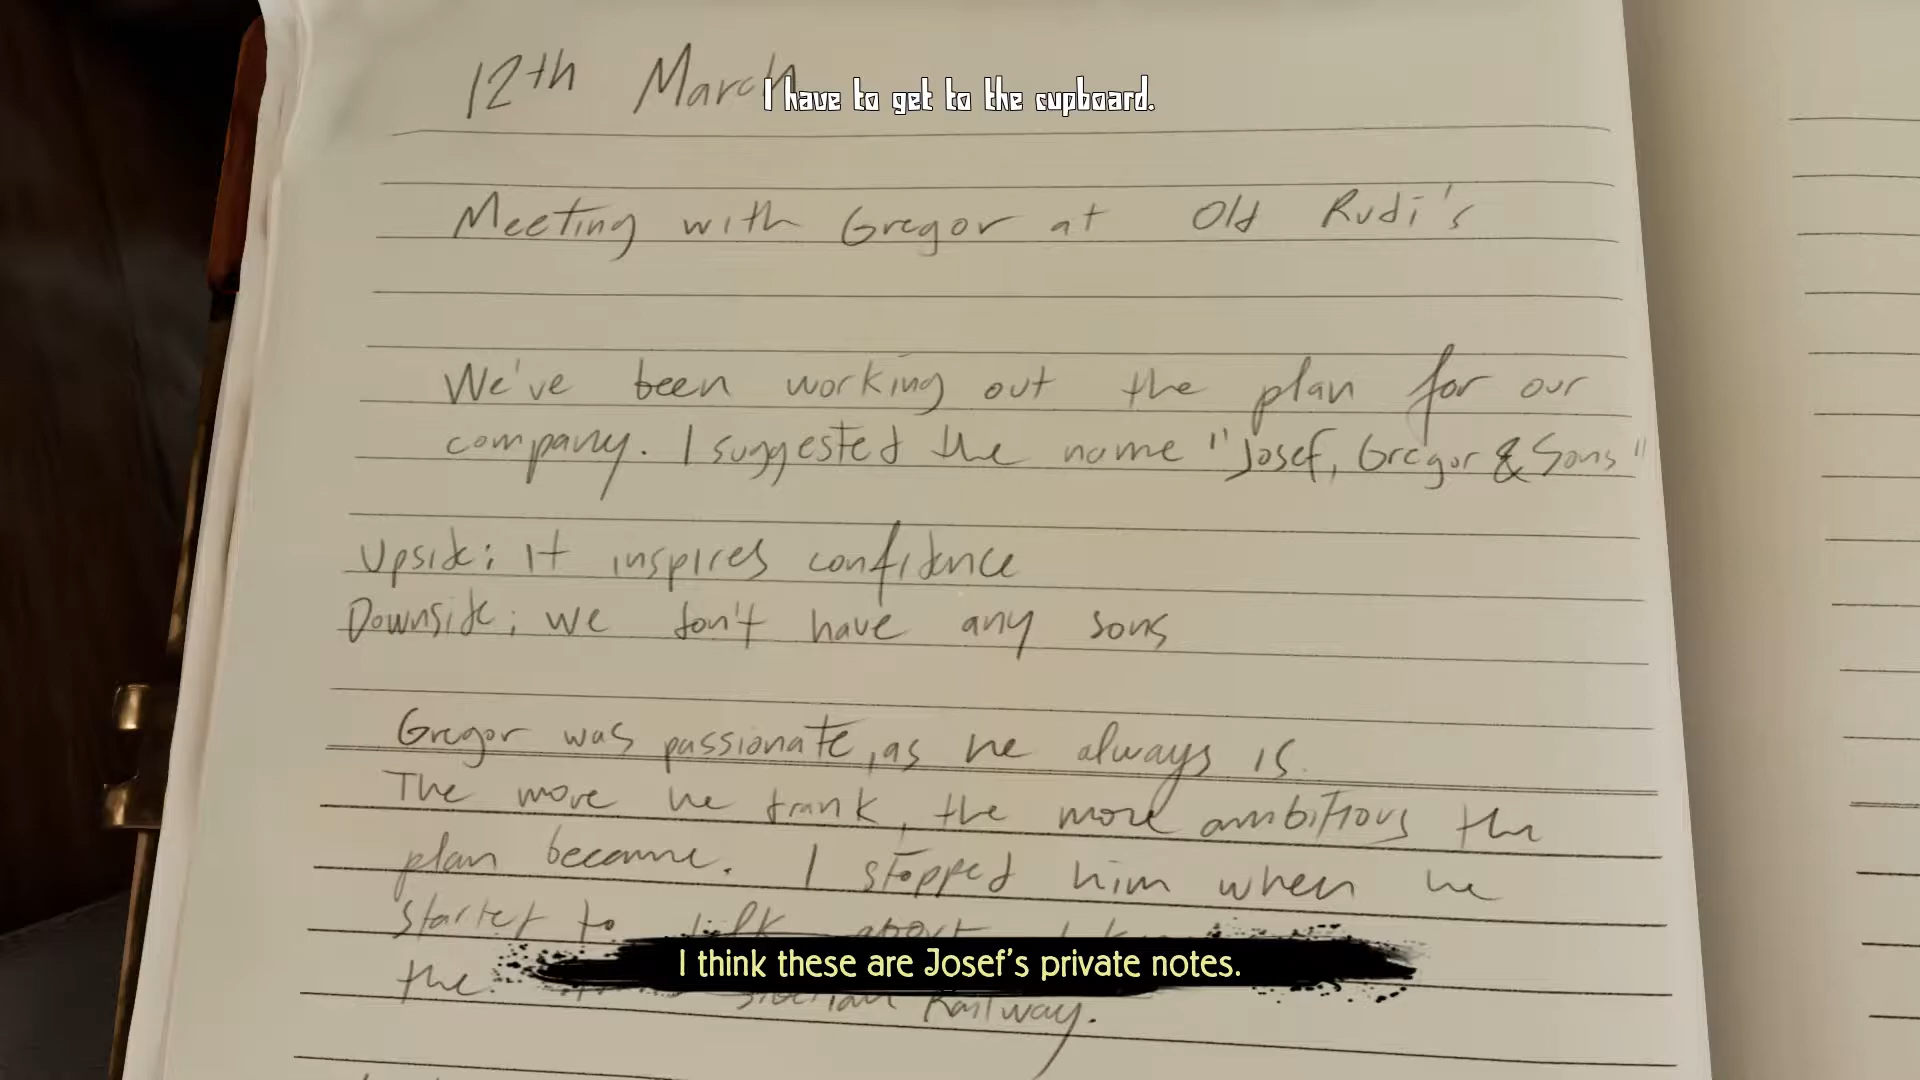 12th March
I have to get to the cupboard.
Meeting with Gregor at Old Rudi's
We've been working out the plan for our
company. I suggested the name "Josef, Gregor & Sons"
Upside: It inspires confidence
Downside: we don't have any sons
Gregor was passionate, as he always is.
The more he drank, the more ambitious the
plan became. I stopped him when he
started to talk about
the Siberian Railway.
I think these are Josef's private notes.